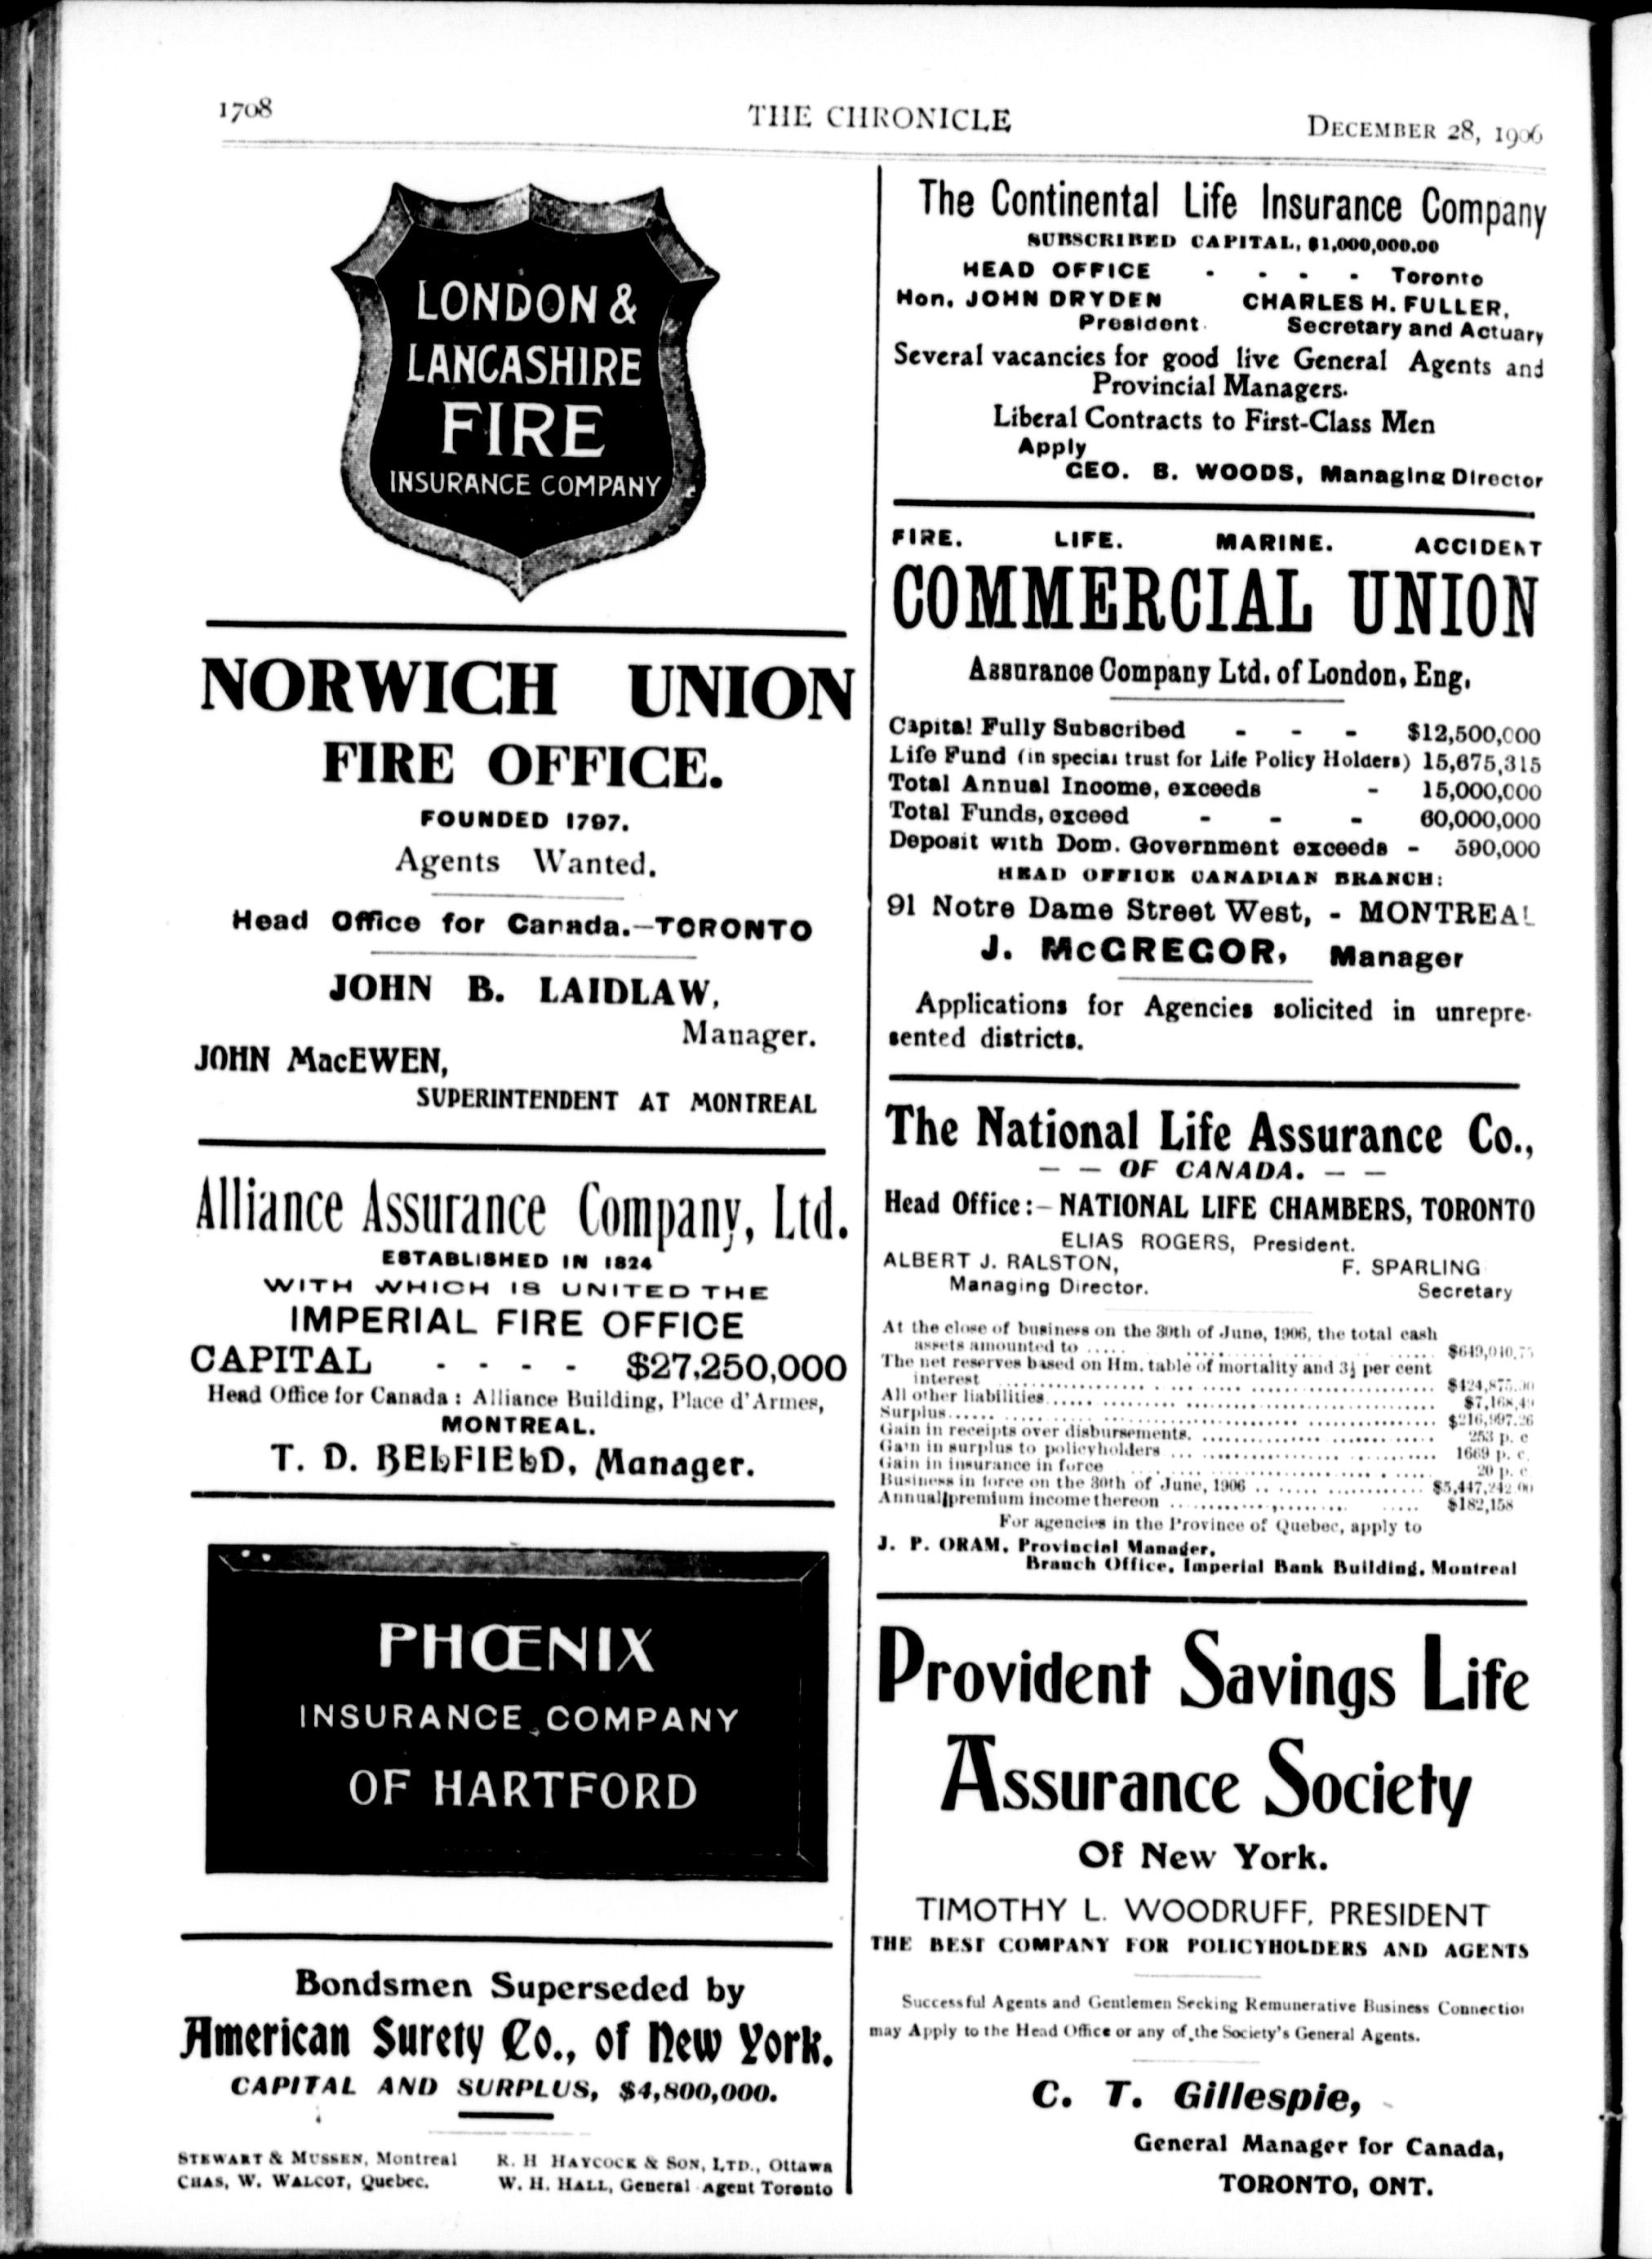 1708
THE CHRONICLE
DECEMBER 28, 1906
LONDON &
LANCASHIRE
FIRE
INSURANCE COMPANY
NORWICH UNION
FIRE OFFICE.
FOUNDED 1797.
Agents Wanted.
Head Office for Canada.—TORONTO
JOHN B. LAIDLAW,
Manager.
JOHN MacEWEN,
SUPERINTENDENT AT MONTREAL
Alliance Assurance Company, Ltd.
ESTABLISHED IN 1824
WITH WHICH IS UNITED THE
IMPERIAL FIRE OFFICE
CAPITAL - - - - $27,250,000
Head Office for Canada : Alliance Building, Place d'Armes,
MONTREAL.
T. D. BELFIELD, Manager.
PHŒNIX
INSURANCE COMPANY
OF HARTFORD
Bondsmen Superseded by
American Surety Co., of New York.
CAPITAL AND SURPLUS, $4,800,000.
STEWART & MUSSEN, Montreal R. H HAYCOCK & SON, LTD., Ottawa
CHAS, W. WALCOT, Quebec. W. H. HALL, General Agent Toronto
The Continental Life Insurance Company
SUBSCRIBED CAPITAL, $1,000,000.00
HEAD OFFICE - - - - Toronto
Hon. JOHN DRYDEN CHARLES H. FULLER,
President. Secretary and Actuary
Several vacancies for good live General Agents and
Provincial Managers.
Liberal Contracts to First-Class Men
Apply
GEO. B. WOODS, Managing Director
FIRE. LIFE. MARINE. ACCIDENT
COMMERCIAL UNION
Assurance Company Ltd. of London, Eng.
Capital Fully Subscribed - - - $12,500,000
Life Fund (in special trust for Life Policy Holders) 15,675,315
Total Annual Income, exceeds - 15,000,000
Total Funds, exceed - - - 60,000,000
Deposit with Dom. Government exceeds - 590,000
HEAD OFFICE CANADIAN BRANCH:
91 Notre Dame Street West, - MONTREAL
J. McGREGOR, Manager
Applications for Agencies solicited in unrepre-
sented districts.
The National Life Assurance Co.,
— — OF CANADA. — —
Head Office:– NATIONAL LIFE CHAMBERS, TORONTO
ELIAS ROGERS, President.
ALBERT J. RALSTON, F. SPARLING
Managing Director. Secretary
At the close of business on the 30th of June, 1906, the total cash
assets amounted to ..... $649,040.75
The net reserves based on Hm. table of mortality and 3½ per cent
interest ..... $424,875.30
All other liabilities ..... $7,168.49
Surplus ..... $216,997.26
Gain in receipts over disbursements. ..... 253 p. c
Gain in surplus to policyholders ..... 1669 p. c.
Gain in insurance in force ..... 20 p. c.
Business in force on the 30th of June, 1906 ..... $5,447,242.00
Annual premium income thereon ..... $182,158
For agencies in the Province of Quebec, apply to
J. P. ORAM, Provincial Manager,
Branch Office, Imperial Bank Building, Montreal
Provident Savings Life
Assurance Society
Of New York.
TIMOTHY L. WOODRUFF, PRESIDENT
THE BEST COMPANY FOR POLICYHOLDERS AND AGENTS
Successful Agents and Gentlemen Seeking Remunerative Business Connection
may Apply to the Head Office or any of the Society's General Agents.
C. T. Gillespie,
General Manager for Canada,
TORONTO, ONT.